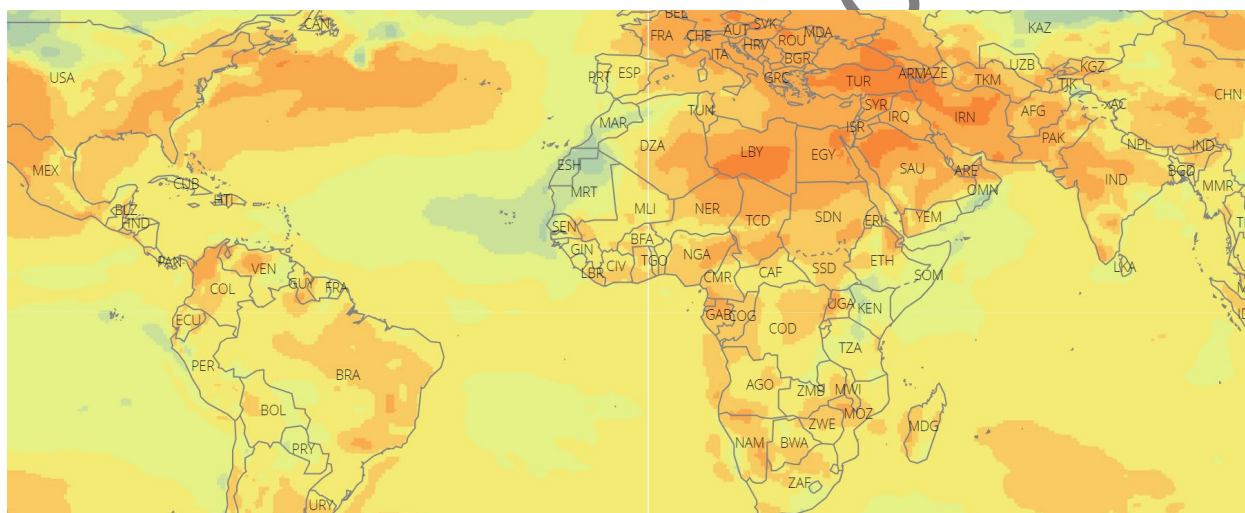 CAN
BEL
SVK
KAZ
FRA
CHE
AUT
HRV
ROU
MDA
ITA
BGR
USA
PRT
ESP
GRC
TUR
ARM
AZE
TKM
UZB
KGZ
TJK
CHN
TUN
SYR
IRQ
ISR
IRN
AFG
xAC
MAR
DZA
LBY
EGY
PAK
NPL
IND
MEX
ESH
SAU
ARE
IND
BGD
MMR
CUB
HTI
MRT
MLI
NER
TCD
SDN
ERI
YEM
OMN
BLZ
HND
SEN
BFA
GIN
TGO
NGA
PAN
VEN
LBR
CIV
CMR
CAF
SSD
ETH
SOM
LKA
COL
GUY
FRA
UGA
KEN
ECU
GAB
COG
COD
PER
BRA
TZA
BOL
AGO
ZMB
MWI
MOZ
MDG
PRY
NAM
BWA
ZWE
ZAF
URY